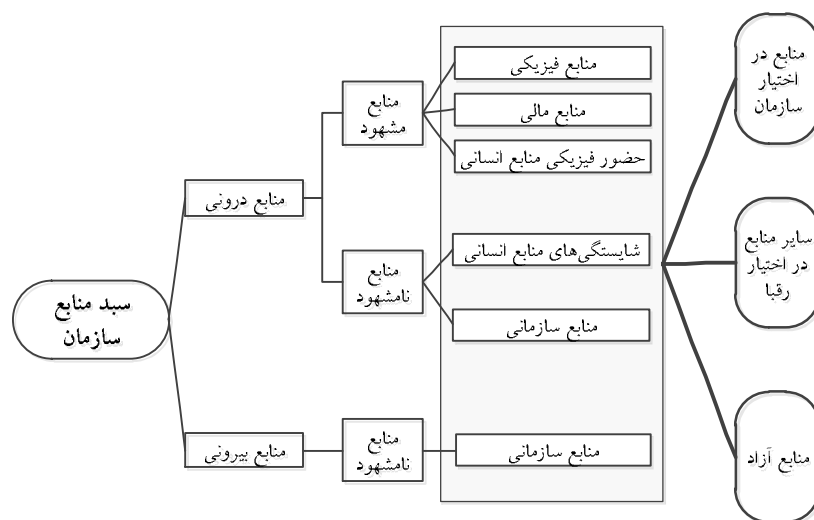 سبد منابع
سازمان
منابع درونی
منابع بیرونی
منابع
مشهود
منابع
نامشهود
منابع
نامشهود
منابع فیزیکی
منابع مالی
حضور فیزیکی منابع انسانی
شایستگی‌های منابع انسانی
منابع سازمانی
منابع سازمانی
منابع در
اختیار
سازمان
سایر منابع
در اختیار
رقبا
منابع آزاد